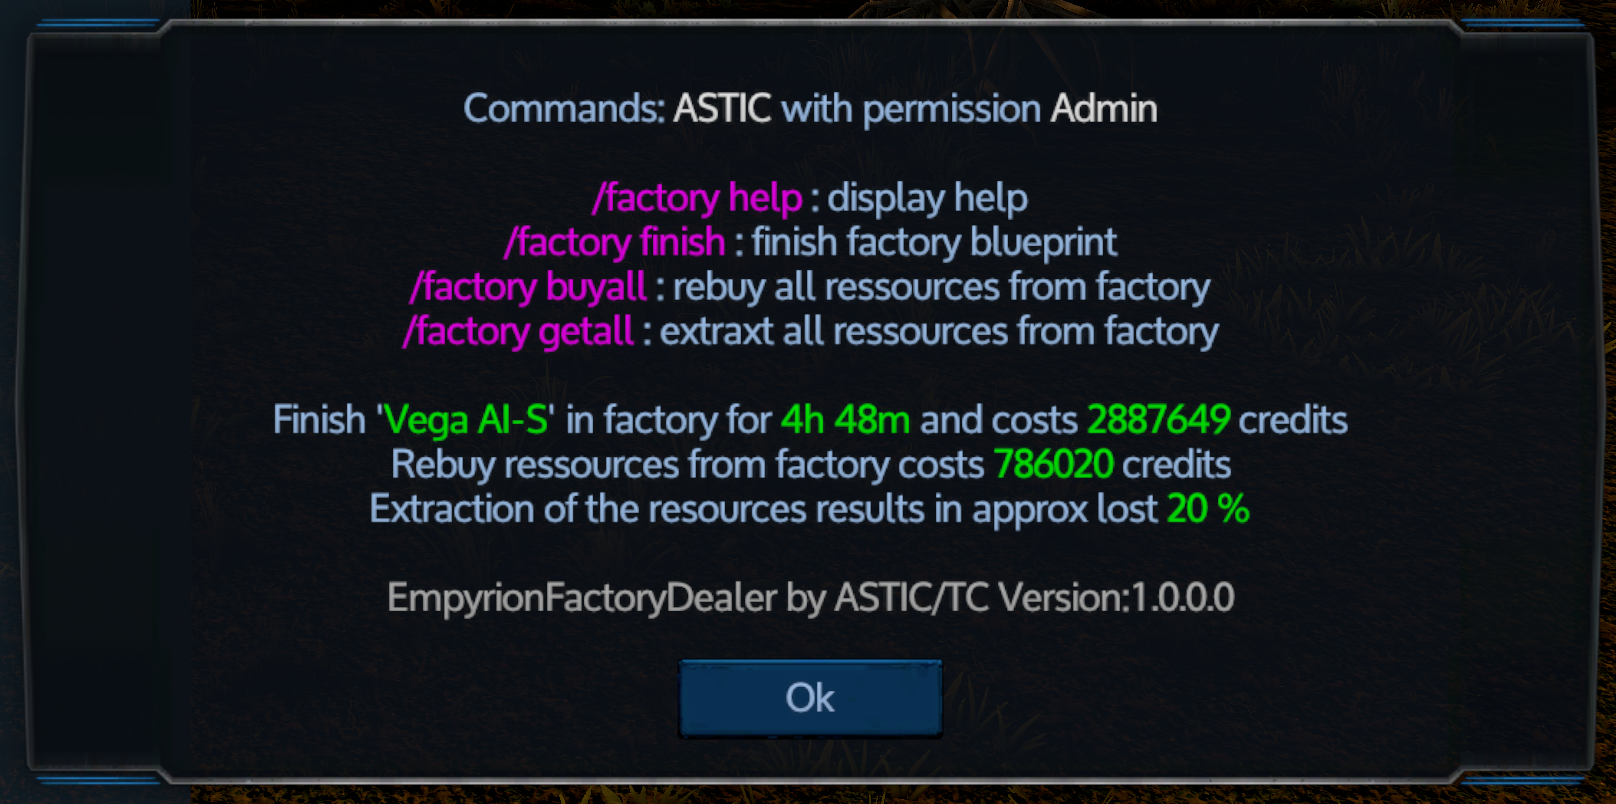 Commands: ASTIC with permission Admin
/factory help : display help
/factory finish : finish factory blueprint
/factory buyall : rebuy all ressources from factory
/factory getall : extraxt all ressources from factory
Finish 'Vega AI-S' in factory for 4h 48m and costs 2887649 credits
Rebuy ressources from factory costs 786020 credits
Extraction of the resources results in approx lost 20 %
EmpyrionFactoryDealer by ASTIC/TC Version:1.0.0.0
Ok